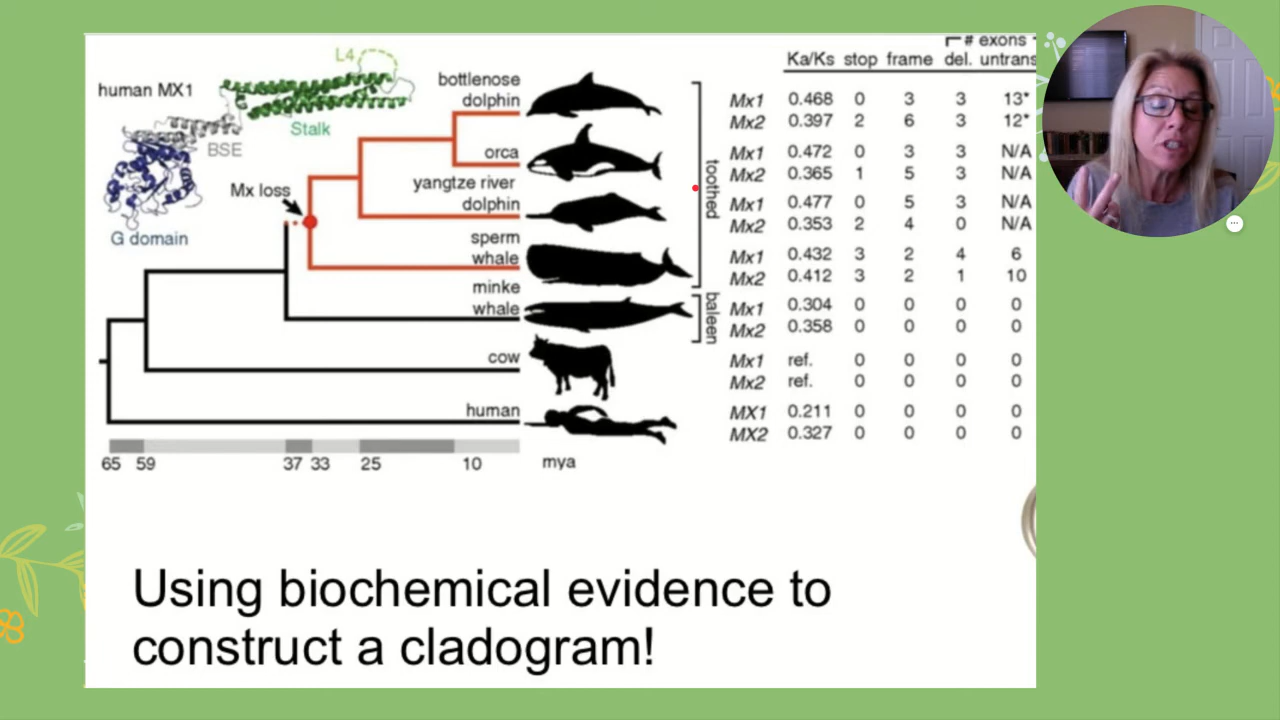 # exons
Ka/Ks stop frame del. untrans
L4
human MX1
Stalk
BSE
G domain
Mx loss
bottlenose
dolphin
orca
yangtze river
dolphin
sperm
whale
minke
whale
cow
human
toothed
baleen
Mx1 0.468 0 3 3 13*
Mx2 0.397 2 6 3 12*
Mx1 0.472 0 3 3 N/A
Mx2 0.365 1 5 3 N/A
Mx1 0.477 0 5 3 N/A
Mx2 0.353 2 4 0 N/A
Mx1 0.432 3 2 4 6
Mx2 0.412 3 2 1 10
Mx1 0.304 0 0 0 0
Mx2 0.358 0 0 0 0
Mx1 ref. 0 0 0 0
Mx2 ref. 0 0 0 0
MX1 0.211 0 0 0 0
MX2 0.327 0 0 0 0
65 59 37 33 25 10 mya
Using biochemical evidence to
construct a cladogram!